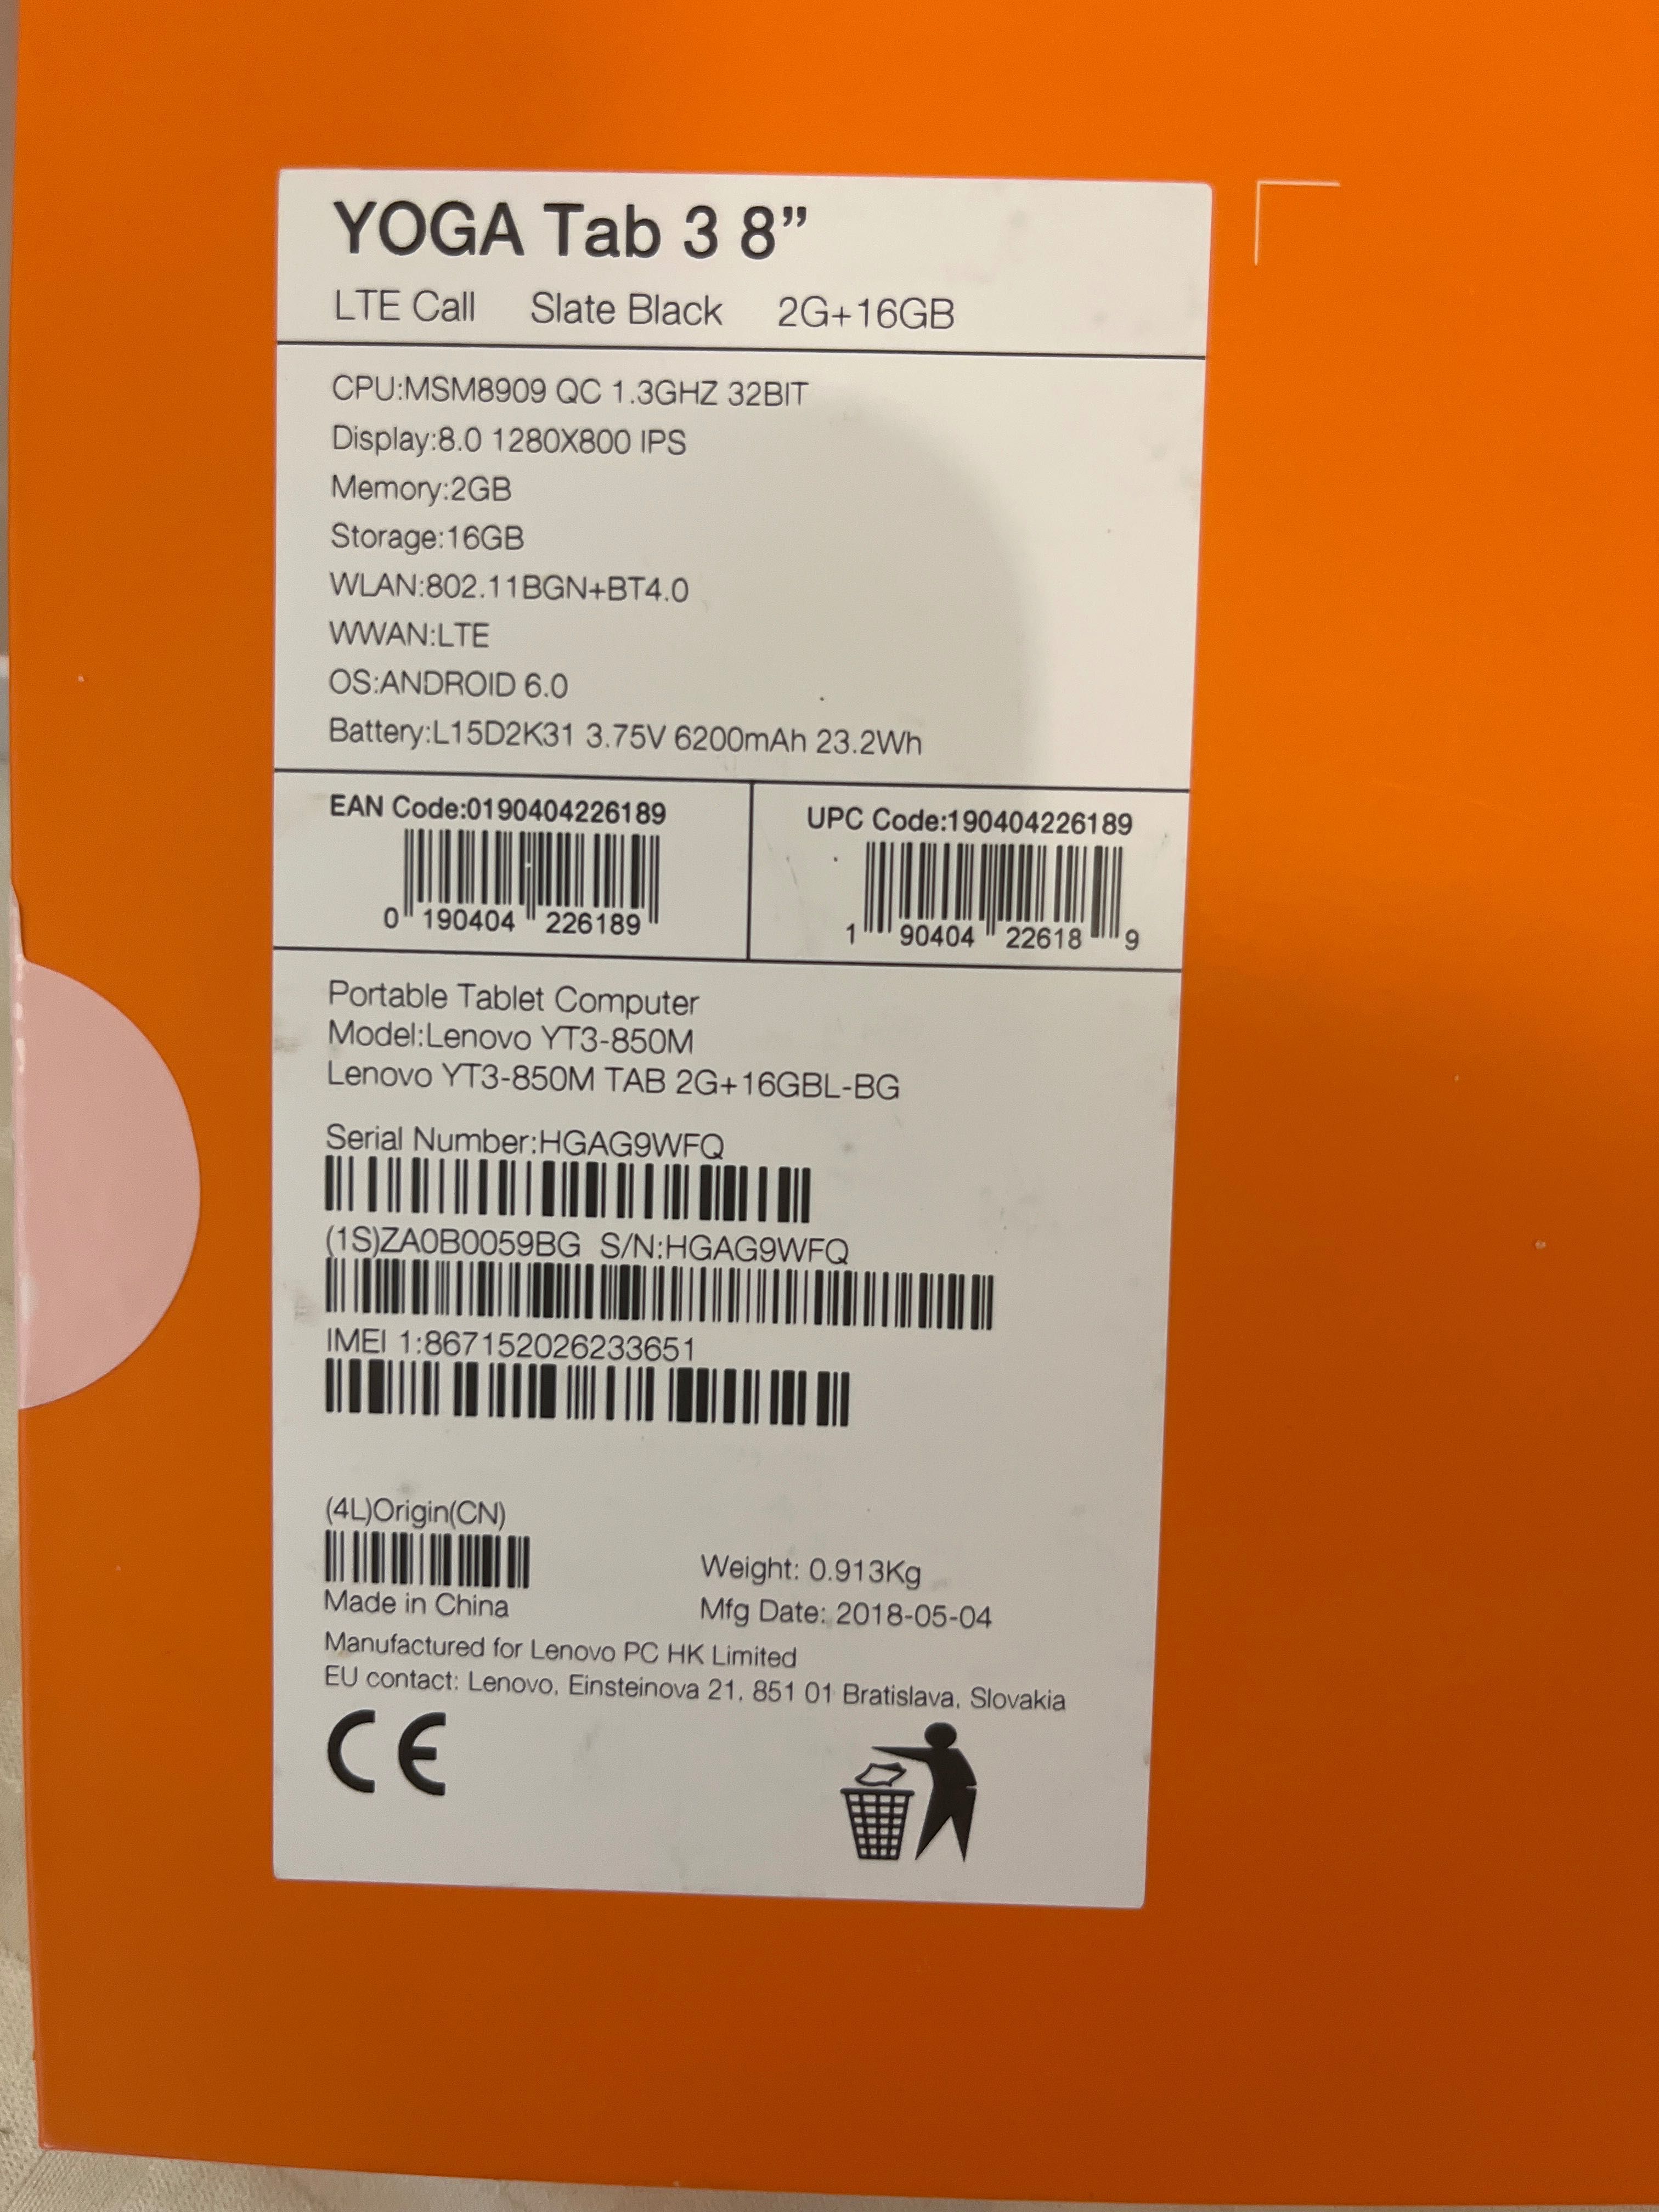 YOGA Tab 3 8”
LTE Call Slate Black 2G+16GB
CPU:MSM8909 QC 1.3GHZ 32BIT
Display:8.0 1280X800 IPS
Memory:2GB
Storage:16GB
WLAN:802.11BGN+BT4.0
WWAN:LTE
OS:ANDROID 6.0
Battery:L15D2K31 3.75V 6200mAh 23.2Wh
EAN Code:0190404226189
0 190404 226189
UPC Code:190404226189
1 90404 22618 9
Portable Tablet Computer
Model:Lenovo YT3-850M
Lenovo YT3-850M TAB 2G+16GBL-BG
Serial Number:HGAG9WFQ
(1S)ZA0B0059BG S/N:HGAG9WFQ
IMEI 1:867152026233651
(4L)Origin(CN)
Made in China
Weight: 0.913Kg
Mfg Date: 2018-05-04
Manufactured for Lenovo PC HK Limited
EU contact: Lenovo, Einsteinova 21, 851 01 Bratislava, Slovakia
CE